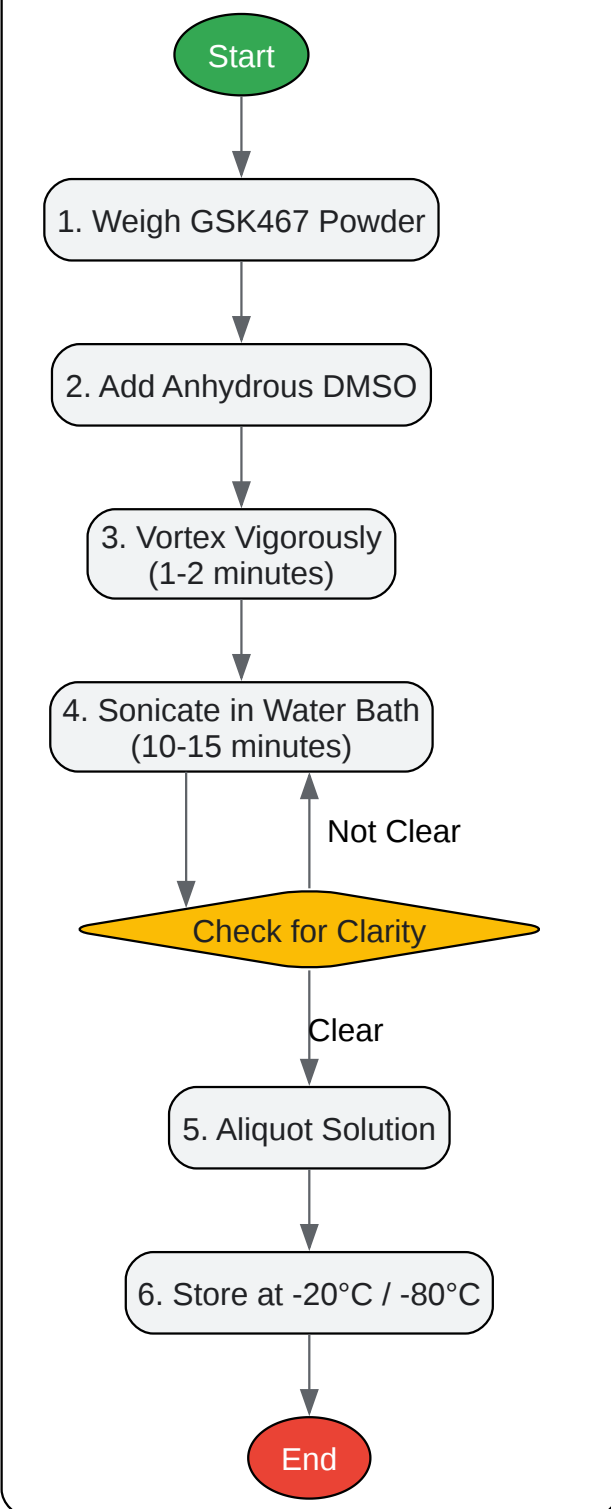 Start
1. Weigh GSK467 Powder
2. Add Anhydrous DMSO
3. Vortex Vigorously
(1-2 minutes)
4. Sonicate in Water Bath
(10-15 minutes)
Not Clear
Check for Clarity
Clear
5. Aliquot Solution
6. Store at -20°C / -80°C
End